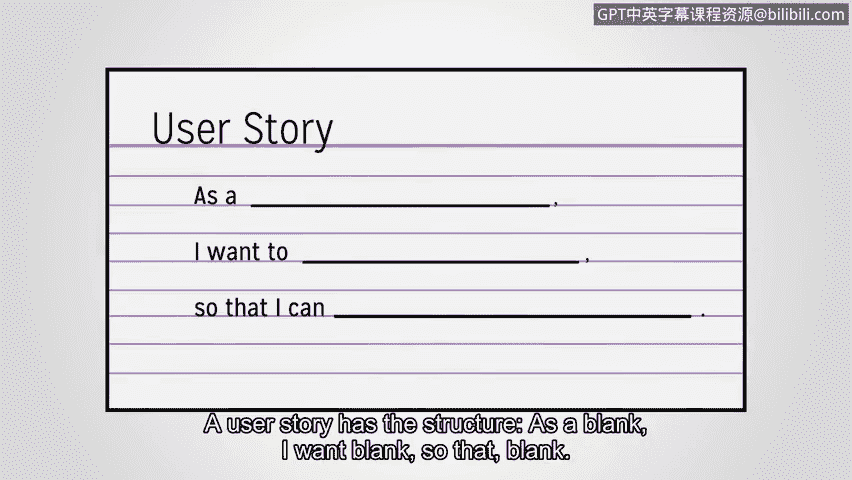 GPT中英字幕课程资源@bilibili.com
User Story
As a ,
I want to ,
so that I can .
A user story has the structure: As a blank,
I want blank, so that, blank.